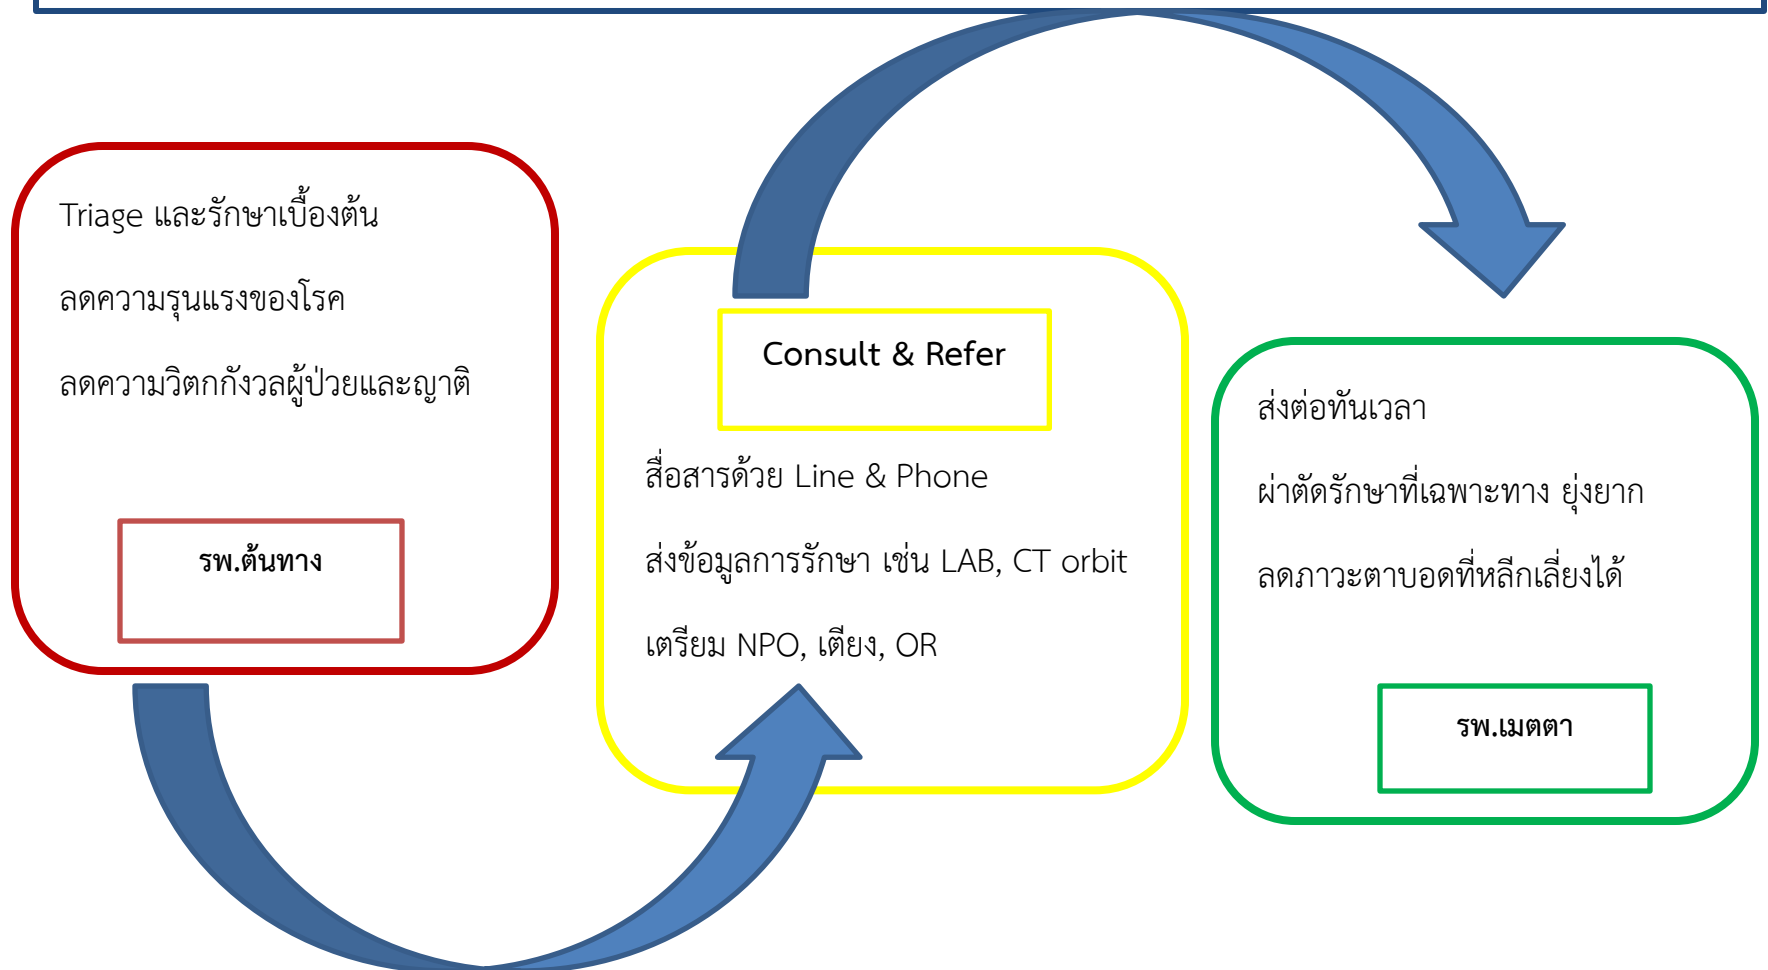 Triage และรักษาเบื้องต้น
ลดความรุนแรงของโรค
ลดความวิตกกังวลผู้ป่วยและญาติ
รพ.ต้นทาง
Consult & Refer
สื่อสารด้วย Line & Phone
ส่งข้อมูลการรักษา เช่น LAB, CT orbit
เตรียม NPO, เตียง, OR
ส่งต่อทันเวลา
ผ่าตัดรักษาที่เฉพาะทาง ยุ่งยาก
ลดภาวะตาบอดที่หลีกเลี่ยงได้
รพ.เมตตา